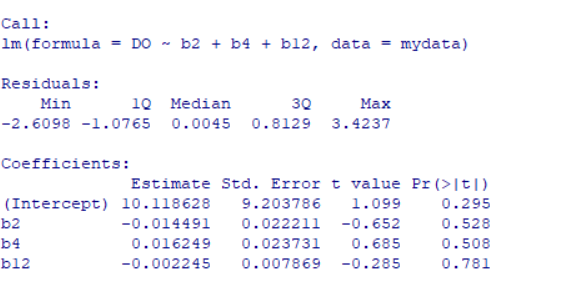 Call:
lm(formula = DO ~ b2 + b4 + b12, data = mydata)
Residuals:
Min 1Q Median 3Q Max
-2.6098 -1.0765 0.0045 0.8129 3.4237
Coefficients:
Estimate Std. Error t value Pr(>|t|)
(Intercept) 10.118628 9.203786 1.099 0.295
b2 -0.014491 0.022211 -0.652 0.528
b4 0.016249 0.023731 0.685 0.508
b12 -0.002245 0.007869 -0.285 0.781